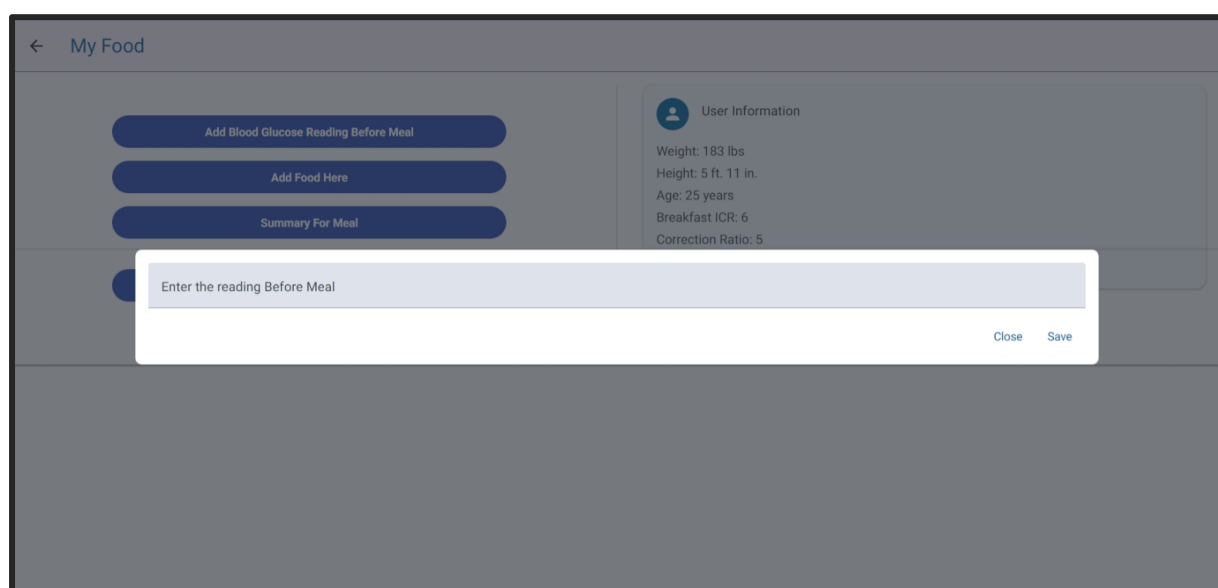 My Food
Add Blood Glucose Reading Before Meal
Add Food Here
Summary For Meal
User Information
Weight: 183 lbs
Height: 5 ft. 11 in.
Age: 25 years
Breakfast ICR: 6
Correction Ratio: 5
Enter the reading Before Meal
Close Save